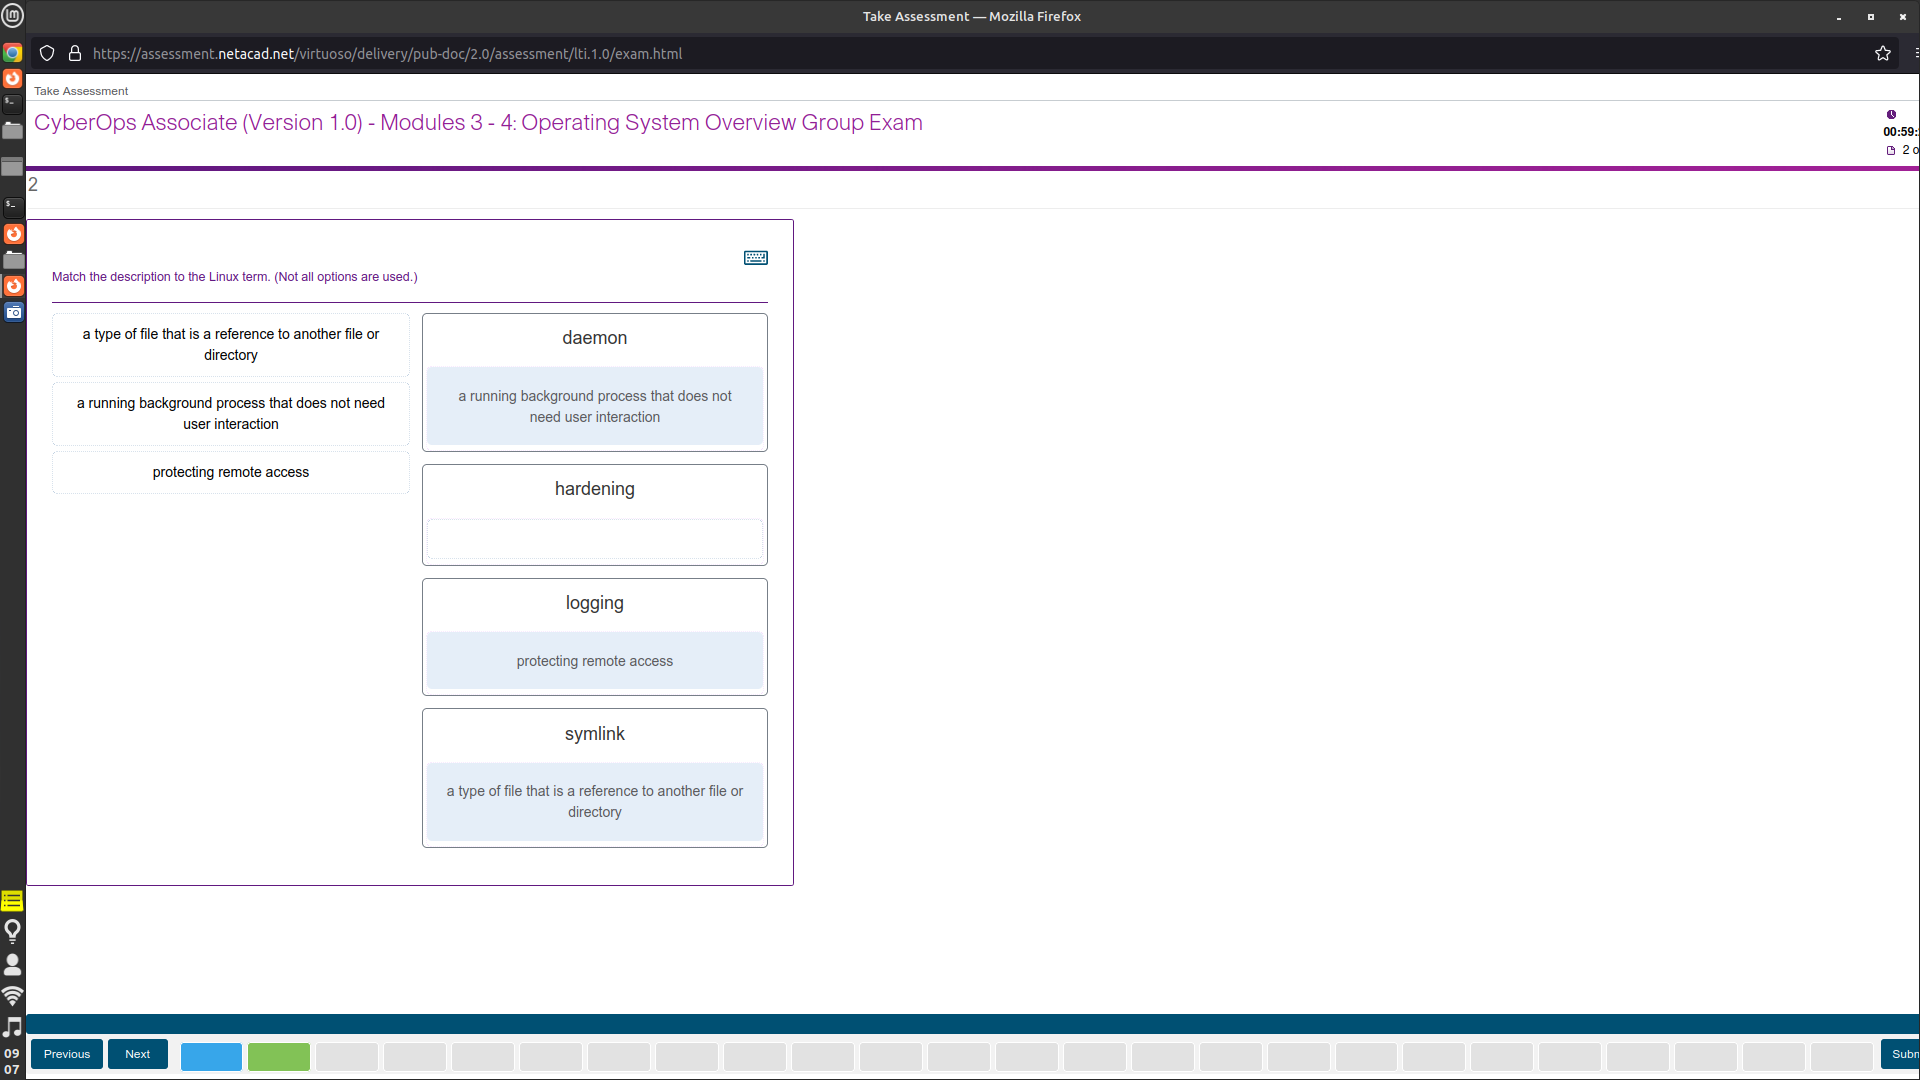 Take Assessment — Mozilla Firefox
https://assessment.netacad.net/virtuoso/delivery/pub-doc/2.0/assessment/lti.1.0/exam.html
Take Assessment
CyberOps Associate (Version 1.0) - Modules 3 - 4: Operating System Overview Group Exam
00:59:
2 o
2
Match the description to the Linux term. (Not all options are used.)
a type of file that is a reference to another file or
directory
a running background process that does not need
user interaction
protecting remote access
daemon
a running background process that does not
need user interaction
hardening
logging
protecting remote access
symlink
a type of file that is a reference to another file or
directory
Previous
Next
Subm
09
07